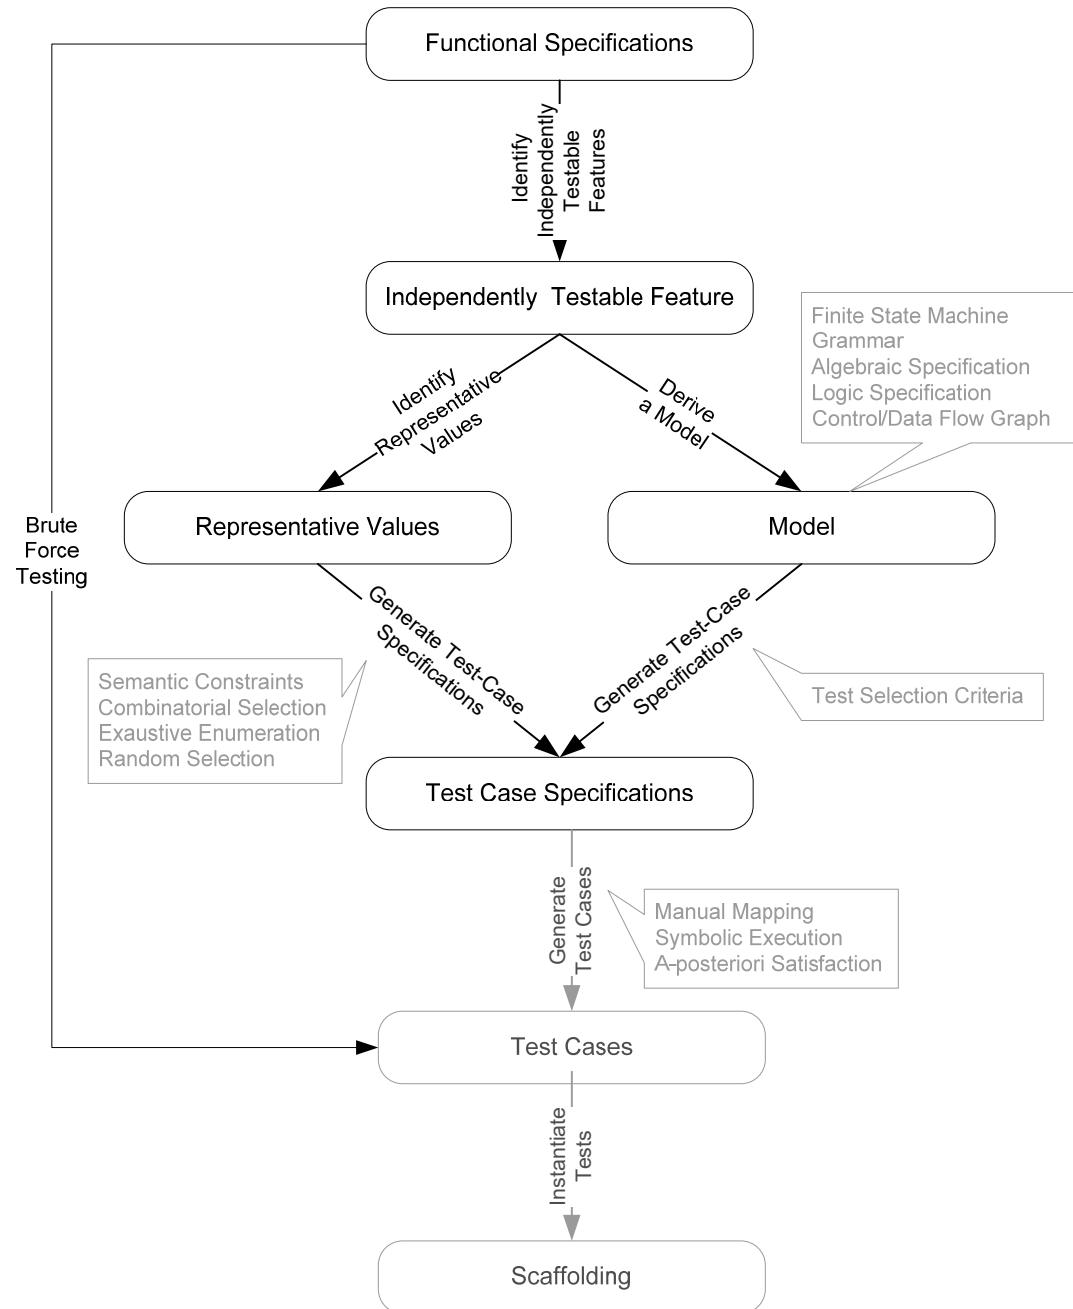 Functional Specifications
Identify
Independently
Testable
Features
Independently Testable Feature
Finite State Machine
Grammar
Algebraic Specification
Logic Specification
Control/Data Flow Graph
Identify
Representative
Values
Derive
a Model
Representative Values
Model
Brute
Force
Testing
Generate Test-Case
Specifications
Generate Test-Case
Specifications
Semantic Constraints
Combinatorial Selection
Exaustive Enumeration
Random Selection
Test Selection Criteria
Test Case Specifications
Generate
Test Cases
Manual Mapping
Symbolic Execution
A-posteriori Satisfaction
Test Cases
Instantiate
Tests
Scaffolding